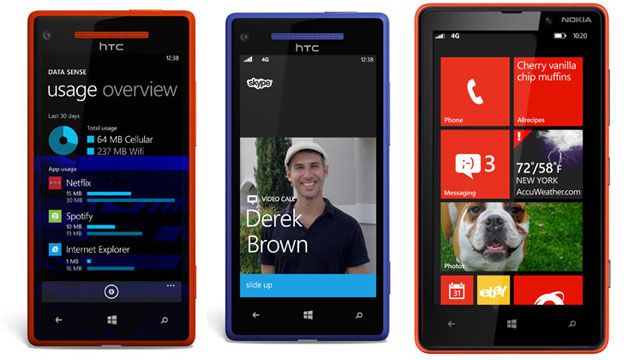 hTC
12:38
DATA SENSE
usage overview
Last 30 days
Total usage
64 MB Cellular
237 MB Wifi
App usage
Netflix
15 MB
30 MB
Spotify
10 MB
19 MB
Internet Explorer
1 MB
16 MB
hTC
4G
12:38
skype
VIDEO CALL
Derek
Brown
slide up
NOKIA
4G
10:20
Phone
Cherry vanilla
chip muffins
Allrecipes
3
Messaging
72°/58°F
NEW YORK
AccuWeather.com
Photos
31
ebay